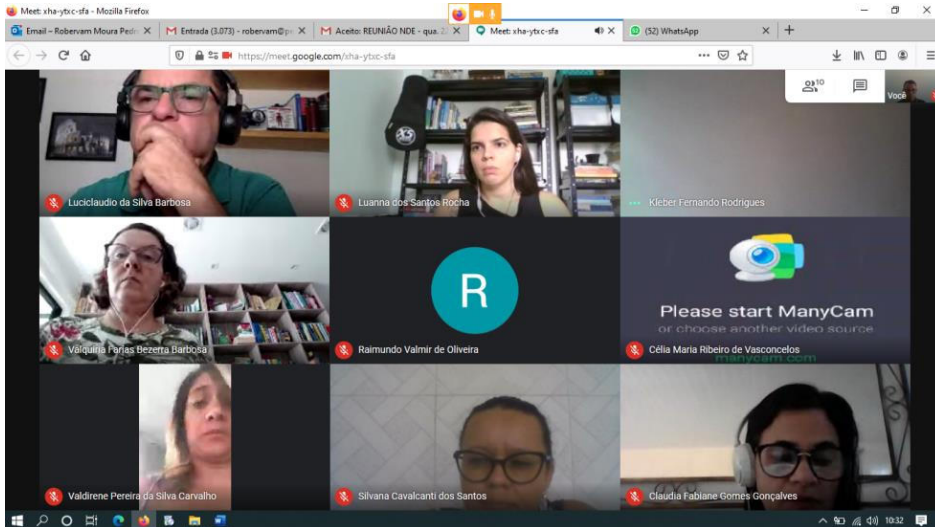 Meet: xha-ytxc-sfa - Mozilla Firefox
Email – Robervam Moura Pedr
Entrada (3.073) - robervam@p
Aceito: REUNIÃO NDE - qua. 2
Meet: xha-ytxc-sfa
(52) WhatsApp
https://meet.google.com/xha-ytxc-sfa
10
Você
Luciclaudio da Silva Barbosa
Luanna dos Santos Rocha
Kleber Fernando Rodrigues
Valquiria Farias Bezerra Barbosa
R
Raimundo Valmir de Oliveira
Please start ManyCam
or choose another video source
Célia Maria Ribeiro de Vasconcelos
manycam.com
Valdirene Pereira da Silva Carvalho
Silvana Cavalcanti dos Santos
Claudia Fabiane Gomes Gonçalves
10:32